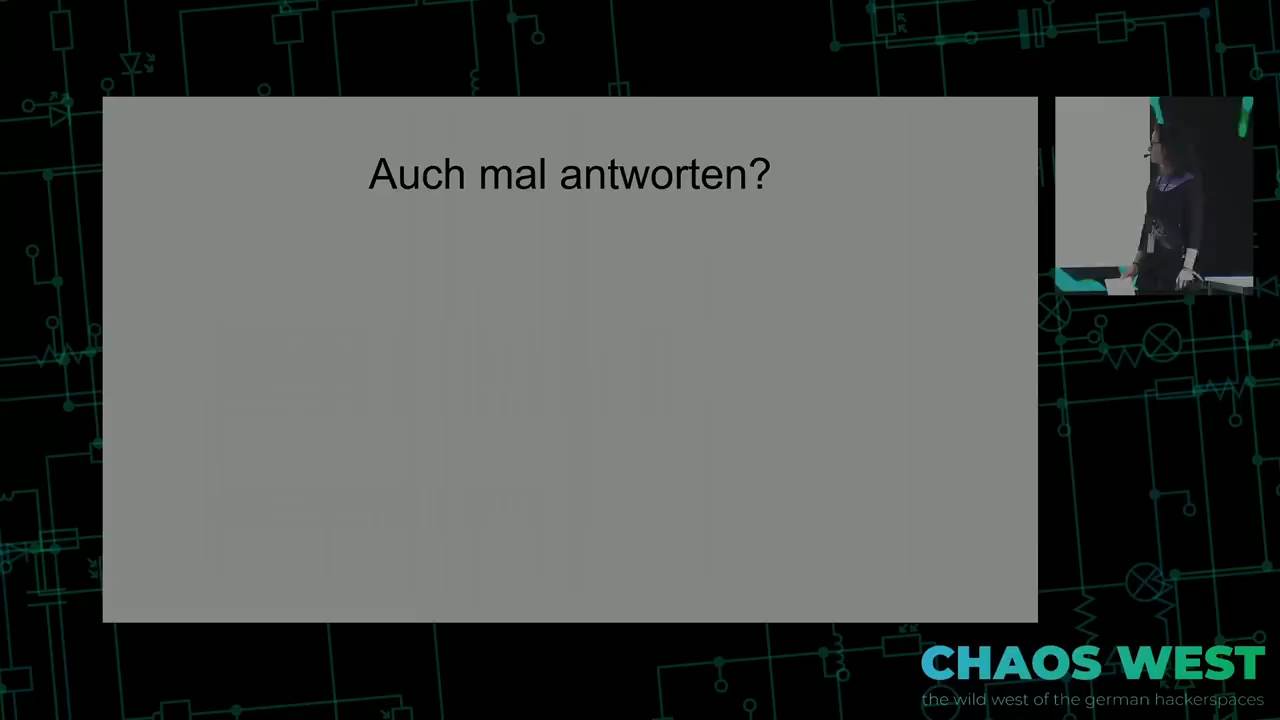 Auch mal antworten?
CHAOS WEST
the wild west of the german hackerspaces